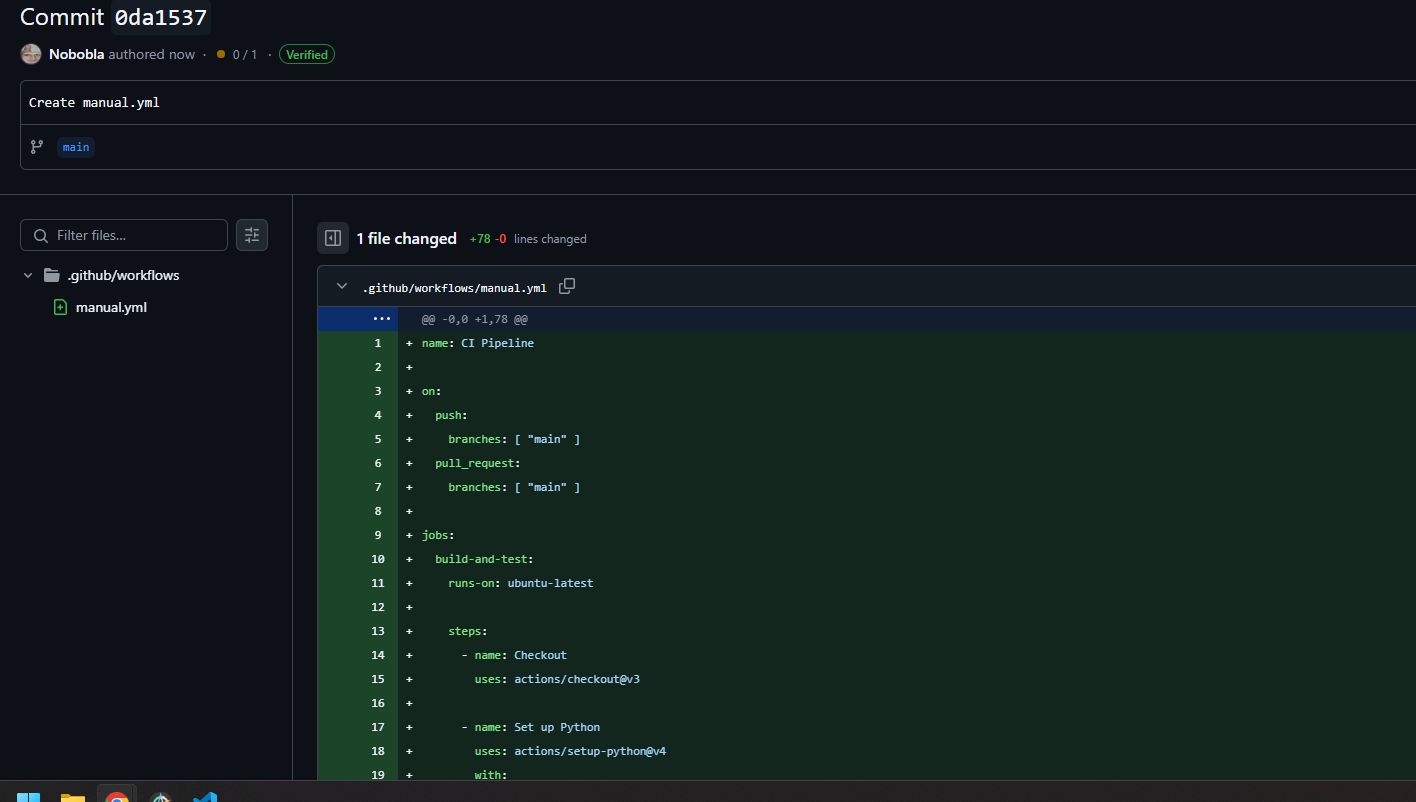 Commit 0da1537
Nobobla authored now · 0 / 1 · Verified
Create manual.yml
main
Filter files...
.github/workflows
manual.yml
1 file changed +78 -0 lines changed
.github/workflows/manual.yml
@@ -0,0 +1,78 @@
1 + name: CI Pipeline
2 +
3 + on:
4 + push:
5 + branches: [ "main" ]
6 + pull_request:
7 + branches: [ "main" ]
8 +
9 + jobs:
10 + build-and-test:
11 + runs-on: ubuntu-latest
12 +
13 + steps:
14 + - name: Checkout
15 + uses: actions/checkout@v3
16 +
17 + - name: Set up Python
18 + uses: actions/setup-python@v4
19 + with: